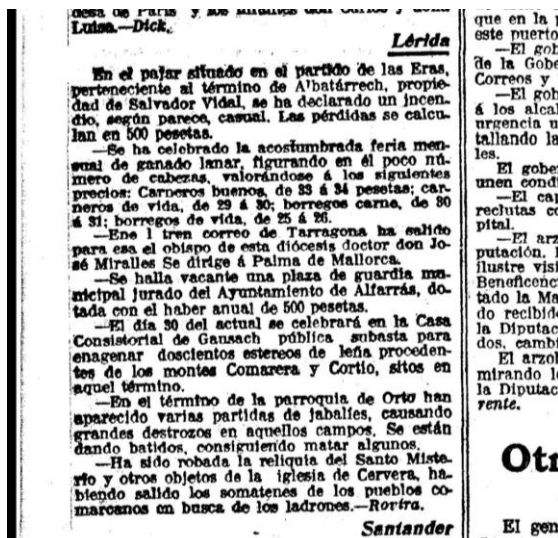 desa de París y los infantes don Carlos y doña
Luisa.—Dick.
Lérida
En el pajar situado en el partido de las Eras,
perteneciente al término de A'batárrech, propie-
dad de Salvador Vidal, se ha declarado un incen-
dio, según parece, casual. Las pérdidas se calcu-
lan en 500 pesetas.
—Se ha celebrado la acostumbrada feria men-
sual de ganado lanar, figurando en él poco nú-
mero de cabezas, valorándose á los siguientes
precios: Carneros buenos, de 33 á 34 pesetas; car-
neros de vida, de 29 á 30; borregos carne, de 30
á 31; borregos de vida, de 25 á 26.
—Ene l tren correo de Tarragona ha salido
para esa el obispo de esta diócesis doctor don Jo-
sé Miralles Se dirige á Palma de Mallorca.
—Se halla vacante una plaza de guardia mu-
nicipal jurado del Ayuntamiento de Alfarrás, do-
tada con el haber anual de 500 pesetas.
—El día 30 del actual se celebrará en la Casa
Consistorial de Gausach pública subasta para
enagenar doscientos estereos de leña proceden-
tes de los montes Comarera y Cortio, sitos en
aquel término.
—En el término de la parroquia de Orto han
aparecido varias partidas de jabalíes, causando
grandes destrozos en aquellos campos. Se están
dando batidos, consiguiendo matar algunos.
—Ha sido robada la reliquia del Santo Miste-
rio y otros objetos de la iglesia de Cervera, ha-
biendo salido los somatenes de los pueblos co-
marcanos en busca de los ladrones.—Rovira.
Santander
que en la
este puerto
—El gob
de la Gobe
Correos y
—El gob
á los alcal
urgencia u
tallando la
les.
El gobe
unen condi
—El cap
reclutas co
pital.
—El arz
putación.
ilustre visi
Beneficenc
tado la Ma
do recibido
la Diputac
dos, cambi
El arzob
mirando l
la Diputac
rente.
Otr
El gen